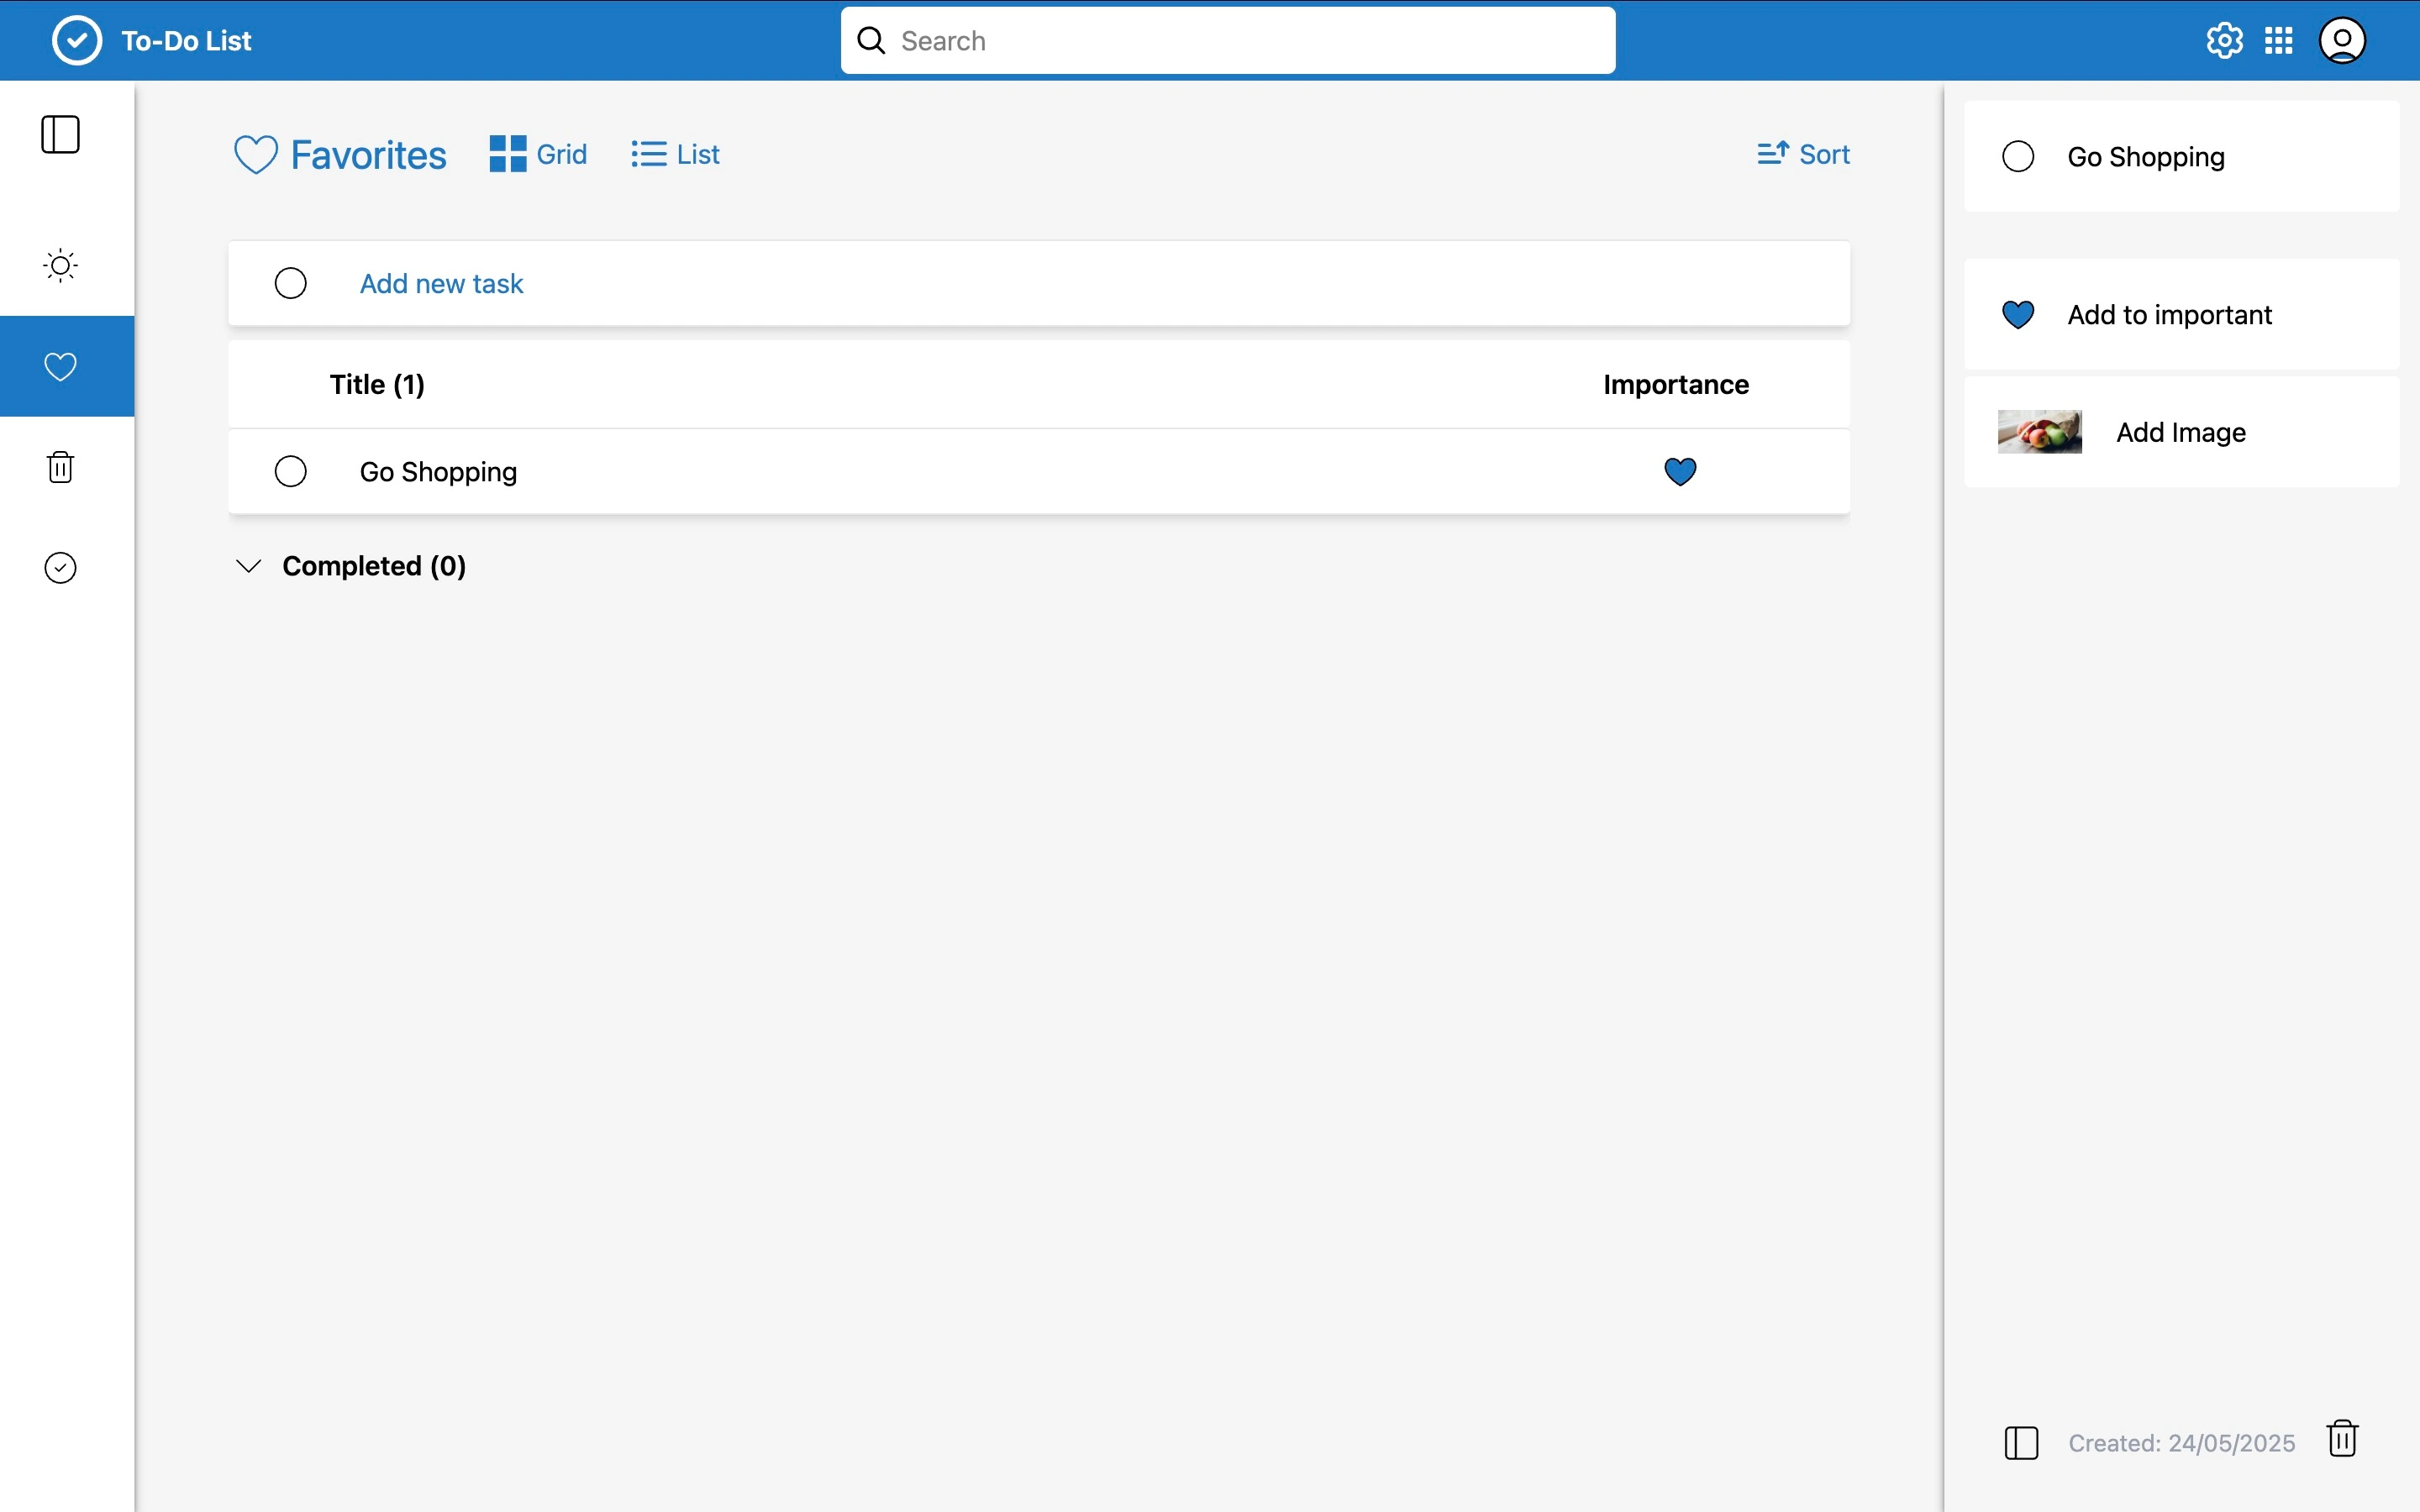 To-Do List
Search
Favorites
Grid
List
Sort
Add new task
Title (1)
Importance
Go Shopping
Completed (0)
Go Shopping
Add to important
Add Image
Created: 24/05/2025